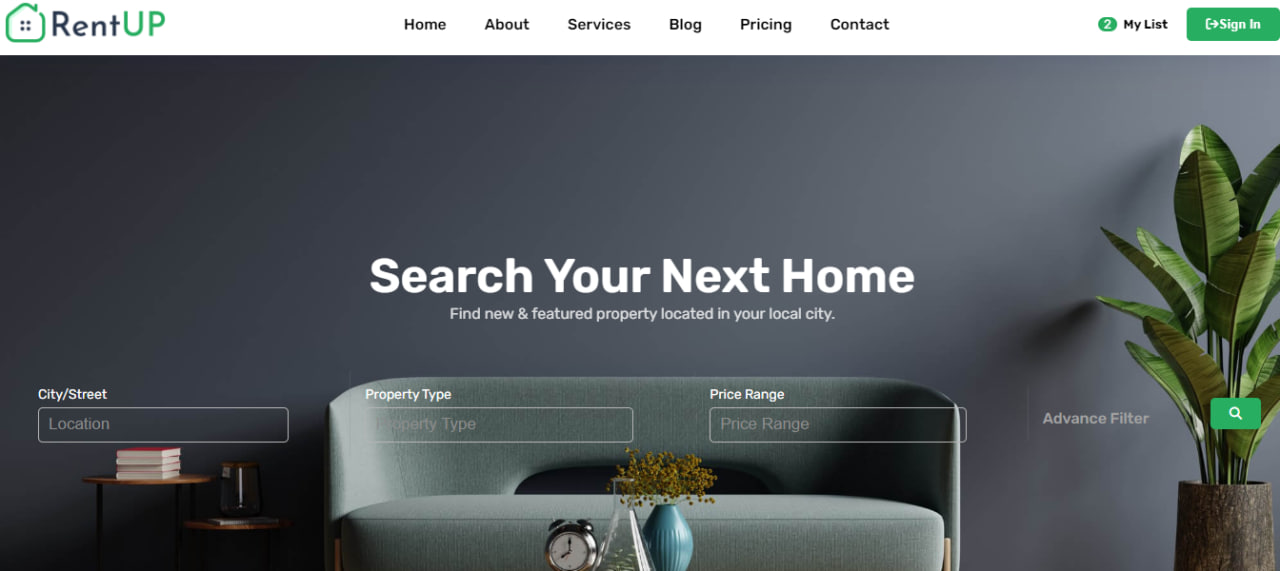 RentUP
Home About Services Blog Pricing Contact
2 My List
Sign In
Search Your Next Home
Find new & featured property located in your local city.
City/Street
Property Type
Price Range
Location
Property Type
Price Range
Advance Filter